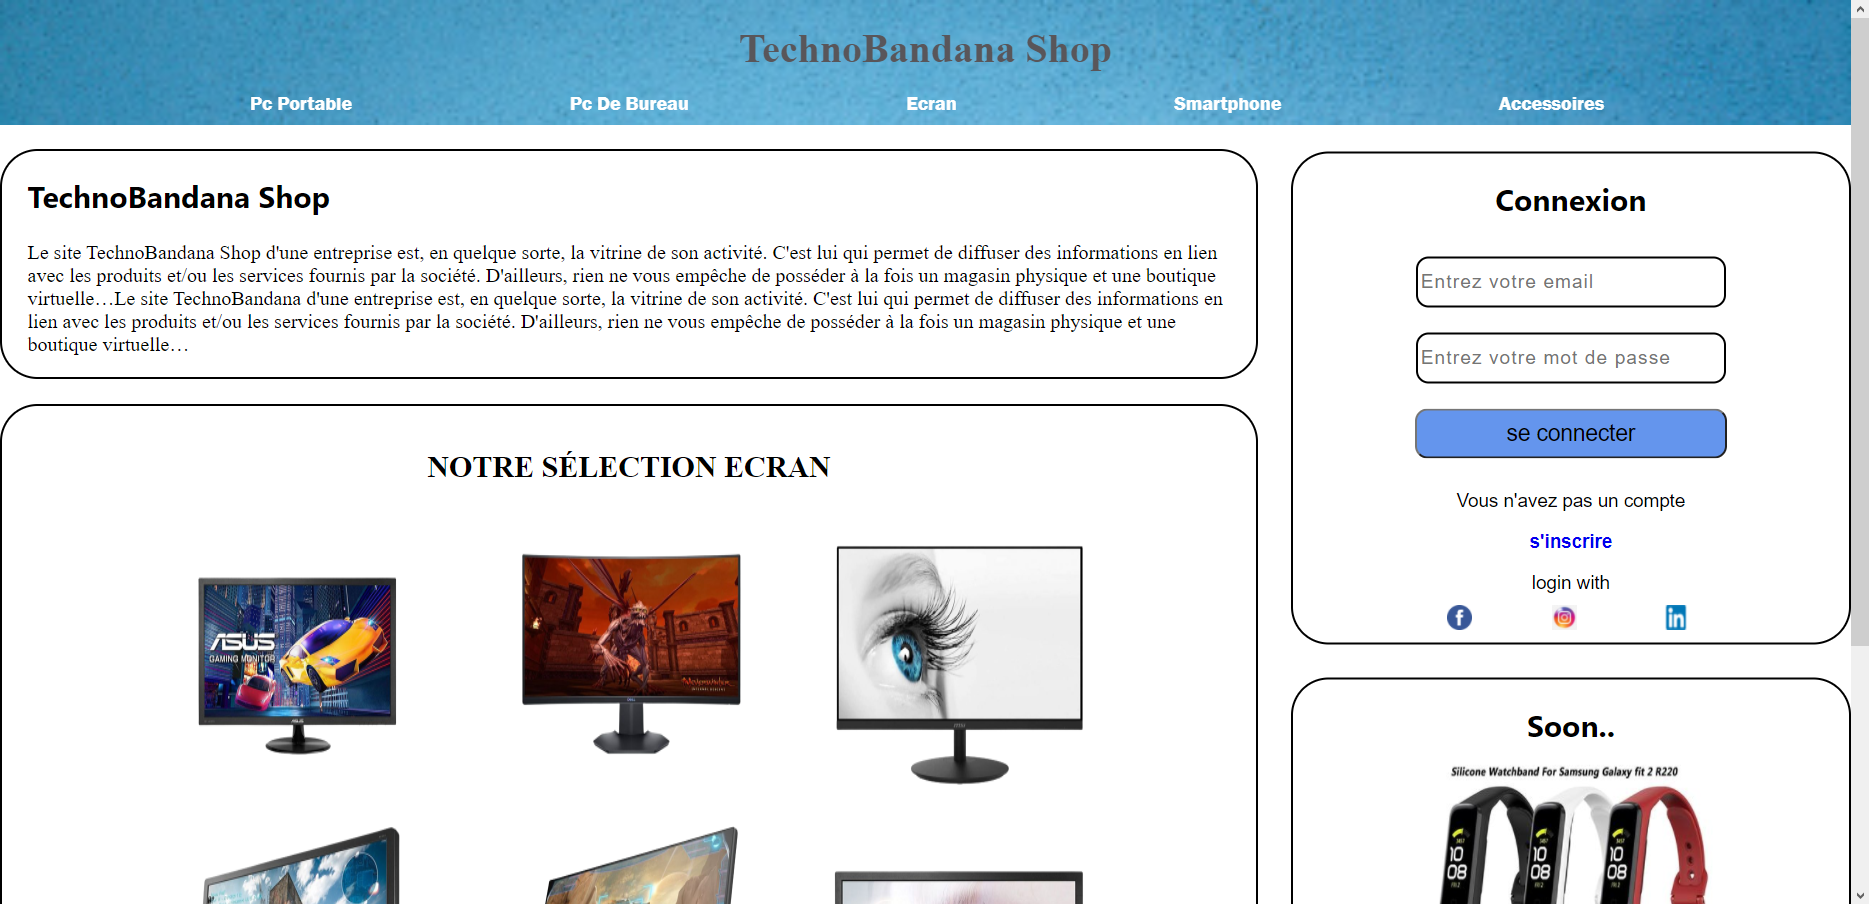 TechnoBandana Shop
Pc Portable Pc De Bureau Ecran Smartphone Accessoires
TechnoBandana Shop
Le site TechnoBandana Shop d'une entreprise est, en quelque sorte, la vitrine de son activité. C'est lui qui permet de diffuser des informations en lien
avec les produits et/ou les services fournis par la société. D'ailleurs, rien ne vous empêche de posséder à la fois un magasin physique et une boutique
virtuelle…Le site TechnoBandana d'une entreprise est, en quelque sorte, la vitrine de son activité. C'est lui qui permet de diffuser des informations en
lien avec les produits et/ou les services fournis par la société. D'ailleurs, rien ne vous empêche de posséder à la fois un magasin physique et une
boutique virtuelle…
NOTRE SÉLECTION ECRAN
ASUS
GAMING MONITOR
ASUS
DELL
Connexion
Entrez votre email
Entrez votre mot de passe
se connecter
Vous n'avez pas un compte
s'inscrire
login with
f
in
Soon..
Silicone Watchband For Samsung Galaxy fit 2 R220
10
08
10
08
10
08